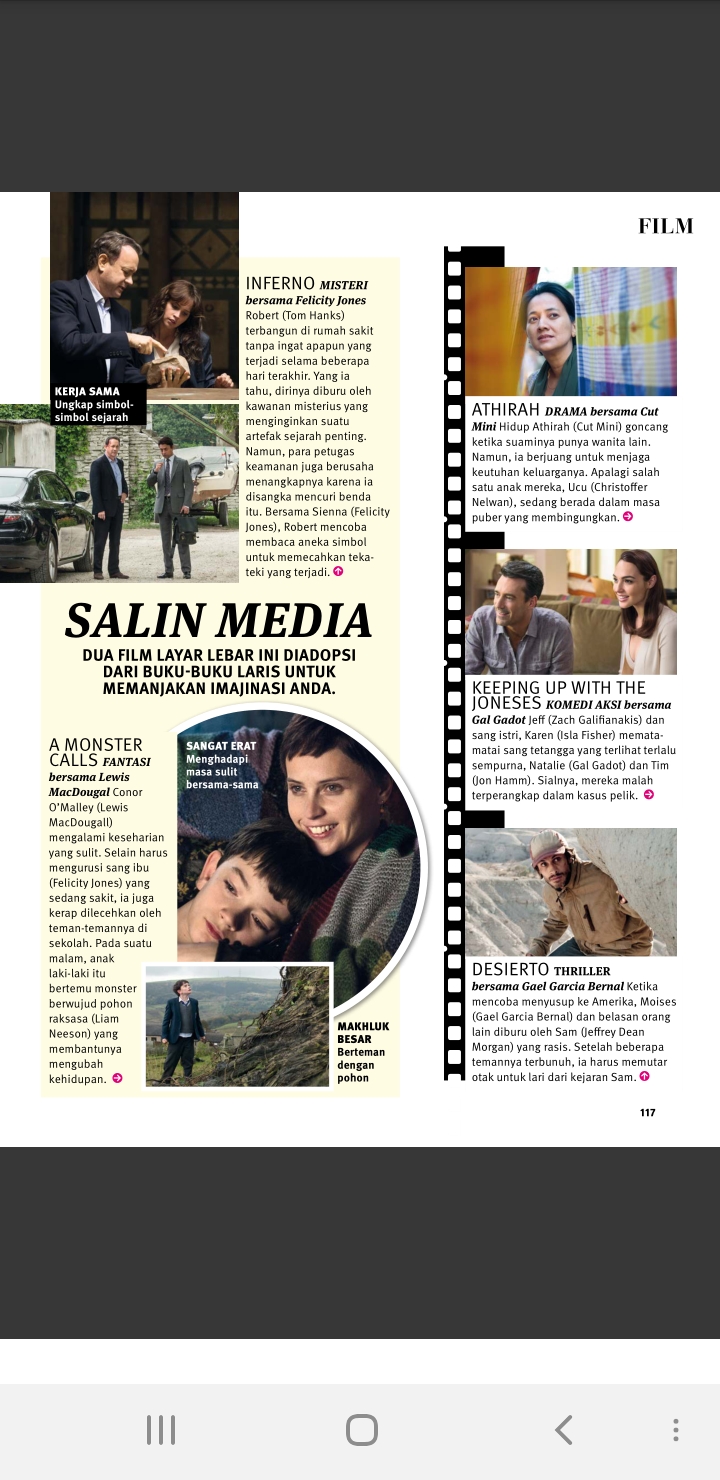 FILM
KERJA SAMA
Ungkap simbol-
simbol sejarah
INFERNO MISTERI
bersama Felicity Jones
Robert (Tom Hanks)
terbangun di rumah sakit
tanpa ingat apapun yang
terjadi selama beberapa
hari terakhir. Yang ia
tahu, dirinya diburu oleh
kawanan misterius yang
menginginkan suatu
artefak sejarah penting.
Namun, para petugas
keamanan juga berusaha
menangkapnya karena ia
disangka mencuri benda
itu. Bersama Sienna (Felicity
Jones), Robert mencoba
membaca aneka simbol
untuk memecahkan teka-
teki yang terjadi.
SALIN MEDIA
DUA FILM LAYAR LEBAR INI DIADOPSI
DARI BUKU-BUKU LARIS UNTUK
MEMANJAKAN IMAJINASI ANDA.
A MONSTER
CALLS FANTASI
bersama Lewis
MacDougal Conor
O'Malley (Lewis
MacDougall)
mengalami keseharian
yang sulit. Selain harus
mengurusi sang ibu
(Felicity Jones) yang
sedang sakit, ia juga
kerap dilecehkan oleh
teman-temannya di
sekolah. Pada suatu
malam, anak
laki-laki itu
bertemu monster
berwujud pohon
raksasa (Liam
Neeson) yang
membantunya
mengubah
kehidupan.
SANGAT ERAT
Menghadapi
masa sulit
bersama-sama
MAKHLUK
BESAR
Berteman
dengan
pohon
ATHIRAH DRAMA bersama Cut
Mini Hidup Athirah (Cut Mini) goncang
ketika suaminya punya wanita lain.
Namun, ia berjuang untuk menjaga
keutuhan keluarganya. Apalagi salah
satu anak mereka, Ucu (Christoffer
Nelwan), sedang berada dalam masa
puber yang membingungkan.
KEEPING UP WITH THE
JONESES KOMEDI AKSI bersama
Gal Gadot Jeff (Zach Galifianakis) dan
sang istri, Karen (Isla Fisher) memata-
matai sang tetangga yang terlihat terlalu
sempurna, Natalie (Gal Gadot) dan Tim
(Jon Hamm). Sialnya, mereka malah
terperangkap dalam kasus pelik.
DESIERTO THRILLER
bersama Gael Garcia Bernal Ketika
mencoba menyusup ke Amerika, Moises
(Gael Garcia Bernal) dan belasan orang
lain diburu oleh Sam (Jeffrey Dean
Morgan) yang rasis. Setelah beberapa
temannya terbunuh, ia harus memutar
otak untuk lari dari kejaran Sam.
117